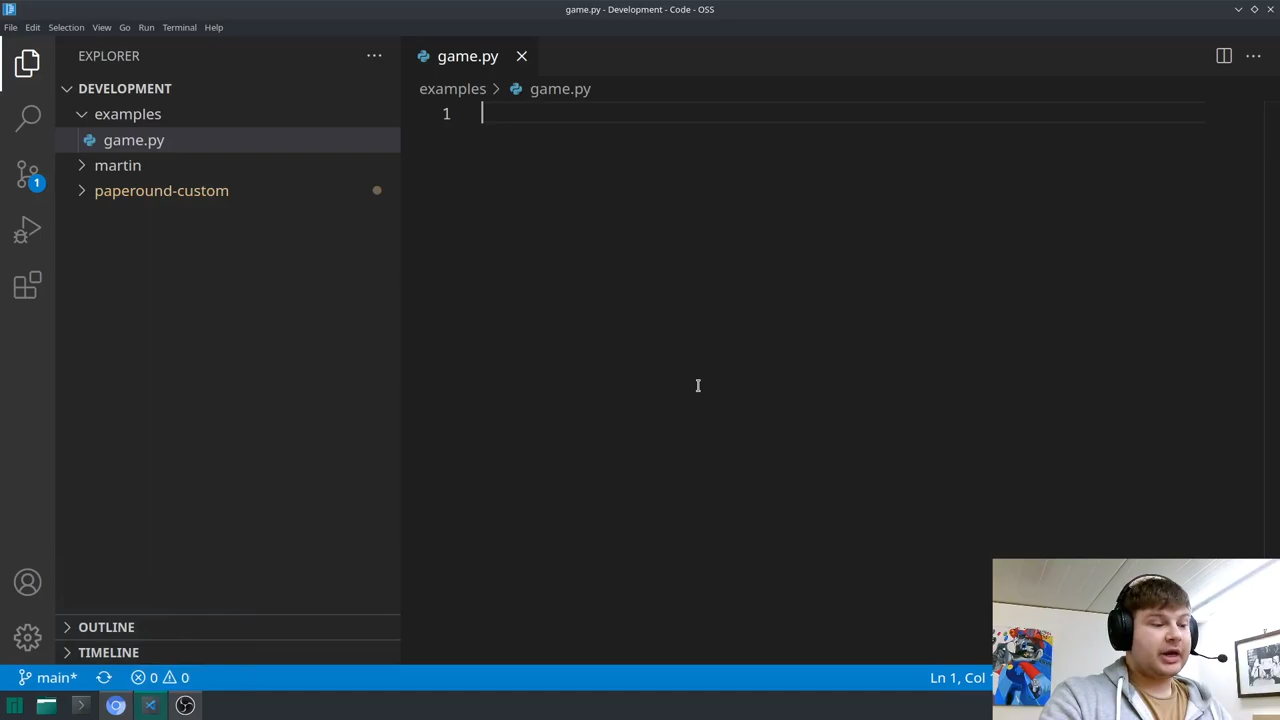 game.py - Development - Code - OSS
File Edit Selection View Go Run Terminal Help
EXPLORER
game.py
DEVELOPMENT
examples > game.py
examples
1
game.py
martin
1
paperound-custom
OUTLINE
TIMELINE
main* 0 0
Ln 1, Col